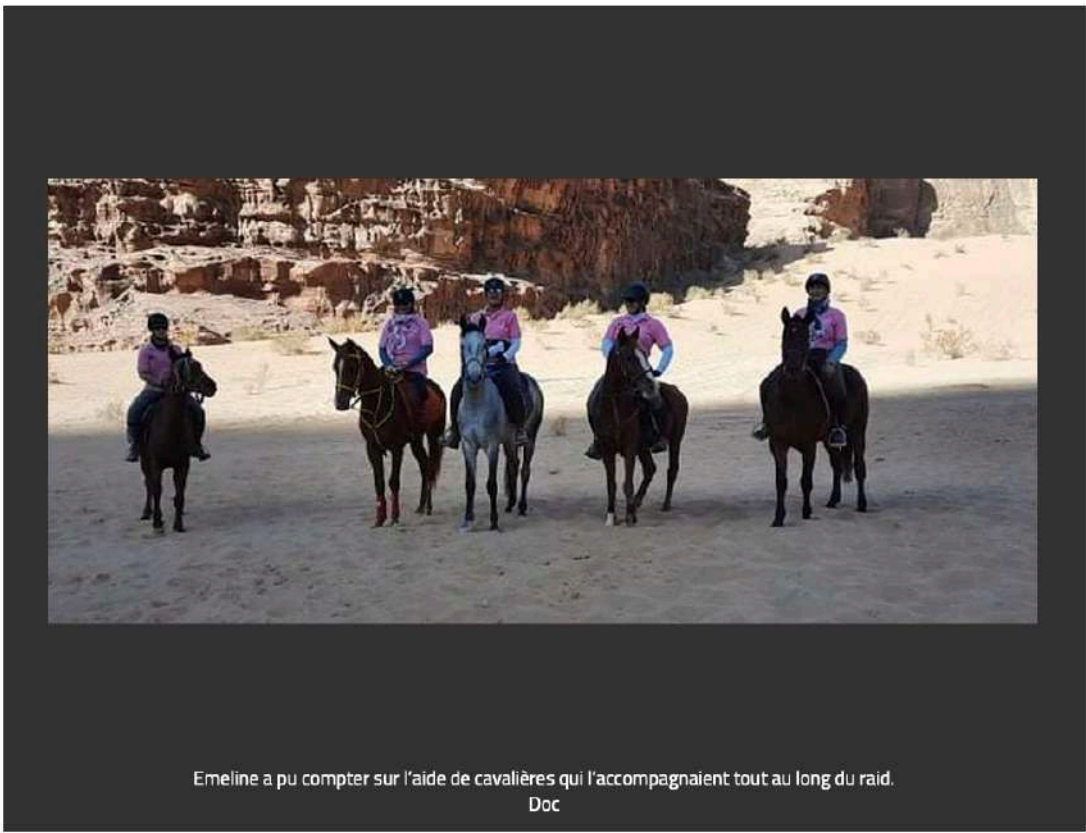 Emeline a pu compter sur l'aide de cavalières qui l'accompagnaient tout au long du raid.
Doc